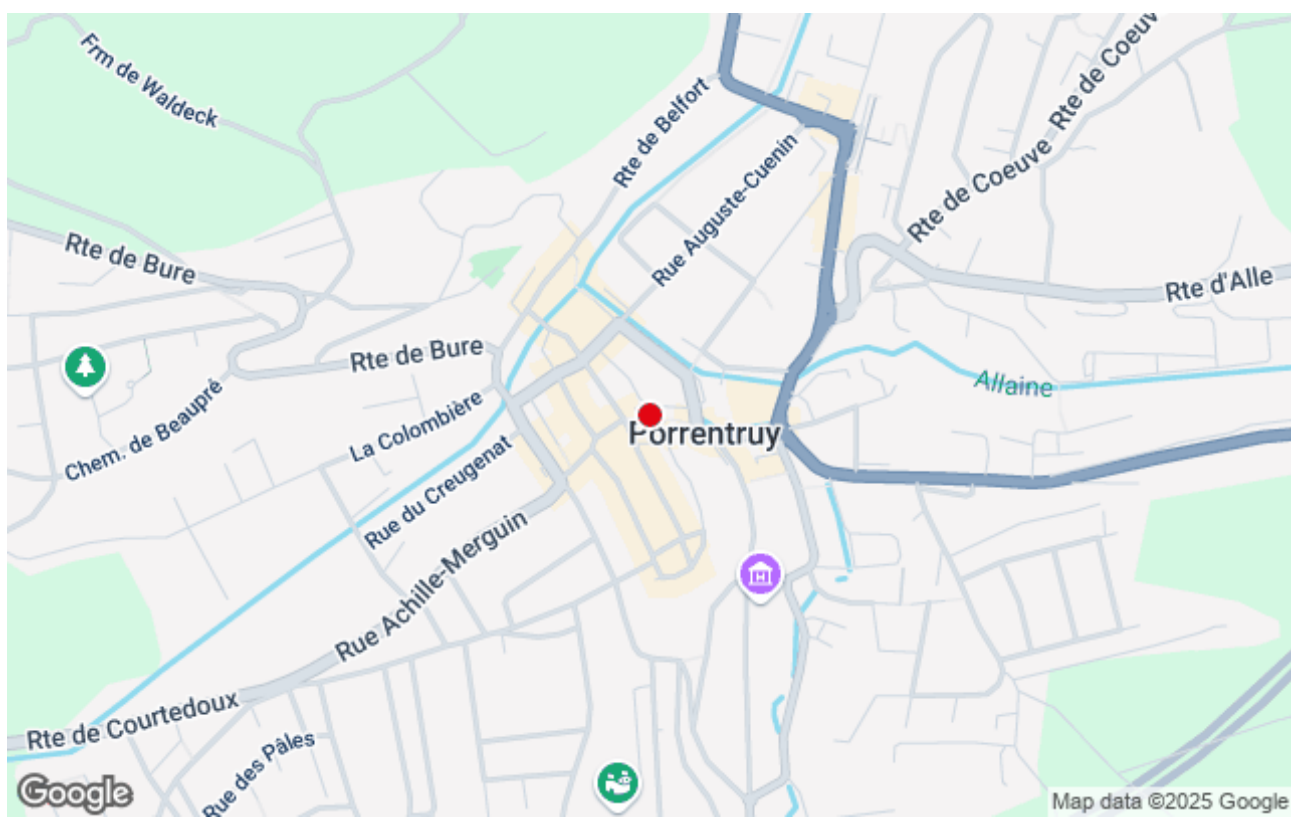 Frm de Waldeck
Rte de Belfort
Rte de Coeuve
Rte de Coeuve
Rue Auguste-Cuenin
Rte de Bure
Rte d'Alle
Rte de Bure
Allaine
Chem. de Beaupré
La Colombière
Porrentruy
Rue du Creugenat
Rue Achille-Merguin
Rte de Courtedoux
Rue des Pâles
Google
Map data ©2025 Google